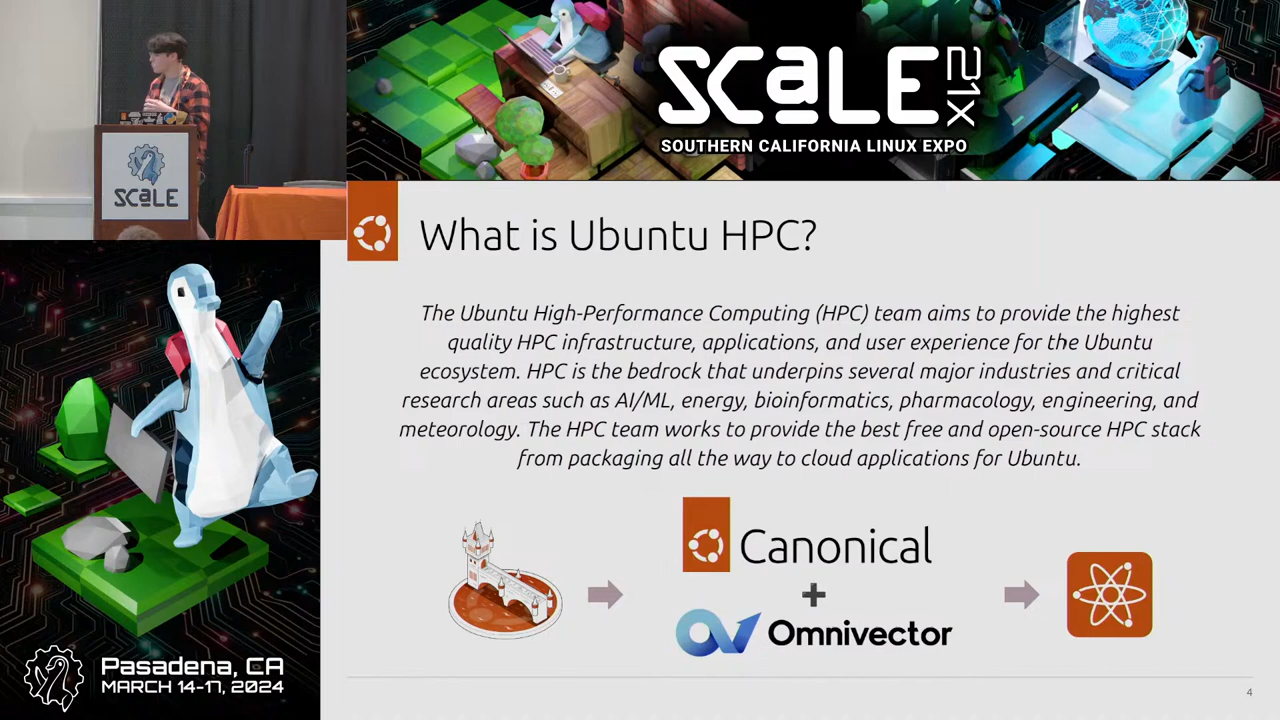 SCALE
21X
SOUTHERN CALIFORNIA LINUX EXPO
SCALE
What is Ubuntu HPC?
The Ubuntu High-Performance Computing (HPC) team aims to provide the highest
quality HPC infrastructure, applications, and user experience for the Ubuntu
ecosystem. HPC is the bedrock that underpins several major industries and critical
research areas such as AI/ML, energy, bioinformatics, pharmacology, engineering, and
meteorology. The HPC team works to provide the best free and open-source HPC stack
from packaging all the way to cloud applications for Ubuntu.
Canonical
+
Omnivector
Pasadena, CA
MARCH 14-17, 2024
4